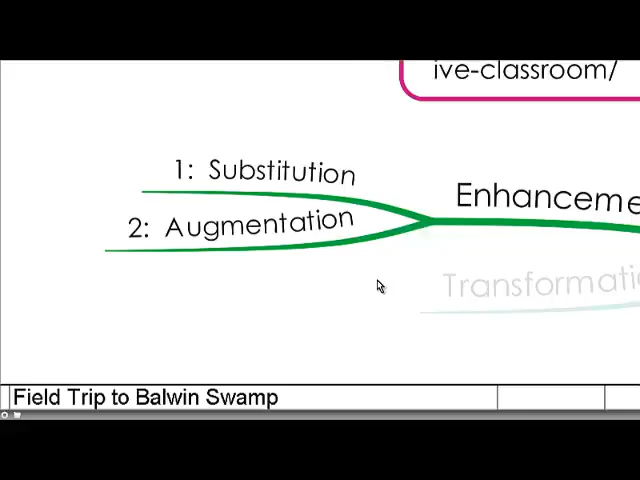 ive-classroom/
1: Substitution
Enhanceme
2: Augmentation
Transformati
Field Trip to Balwin Swamp